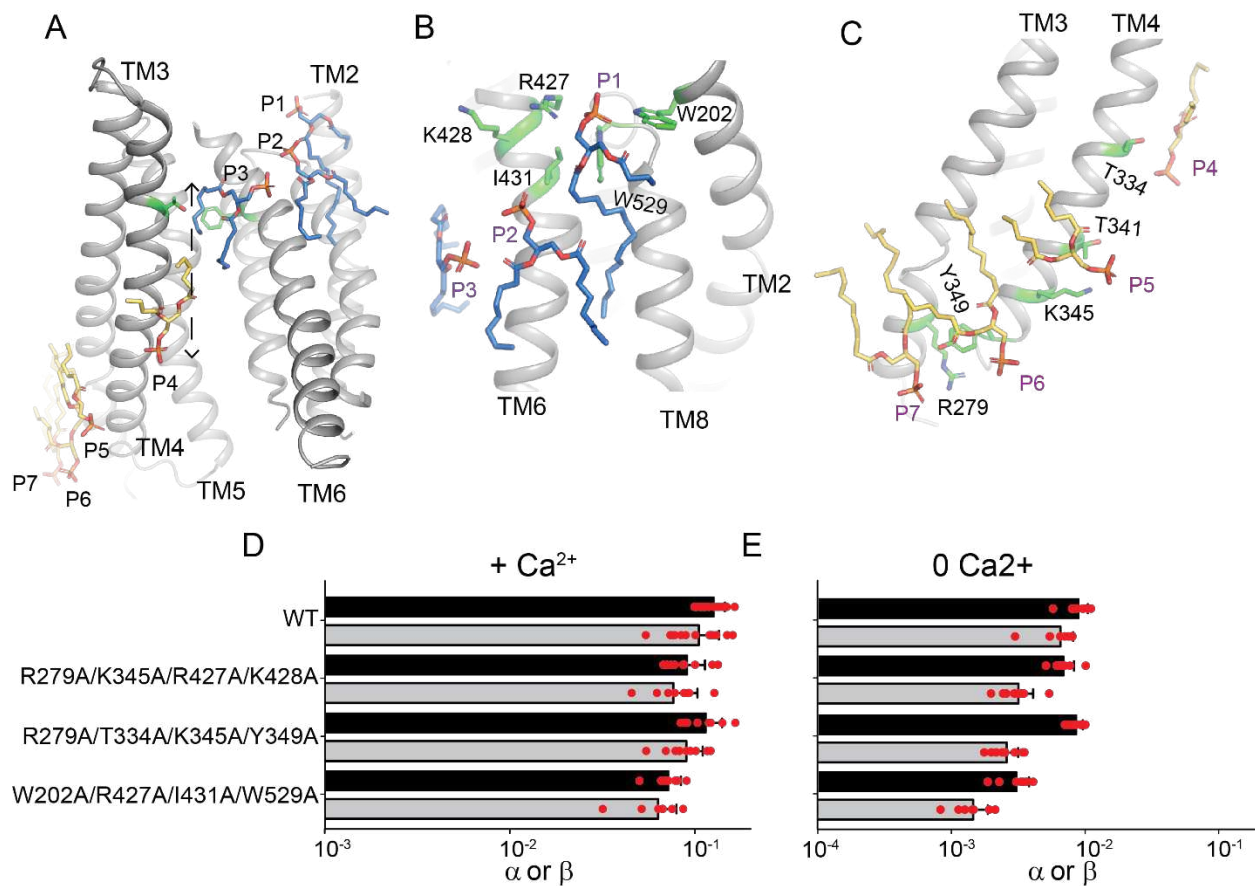 A
TM3
TM2
P1
P2
P3
P4
P5
P7
P6
TM4
TM5
TM6
B
R427
P1
W202
K428
I431
W529
P2
P3
TM2
TM6
TM8
C
TM3
TM4
P4
T334
T341
P5
Y349
K345
P6
R279
P7
D
+ Ca²⁺
WT
R279A/K345A/R427A/K428A
R279A/T334A/K345A/Y349A
W202A/R427A/I431A/W529A
10⁻³ 10⁻² 10⁻¹
α or β
E
0 Ca2+
10⁻⁴ 10⁻³ 10⁻² 10⁻¹
α or β